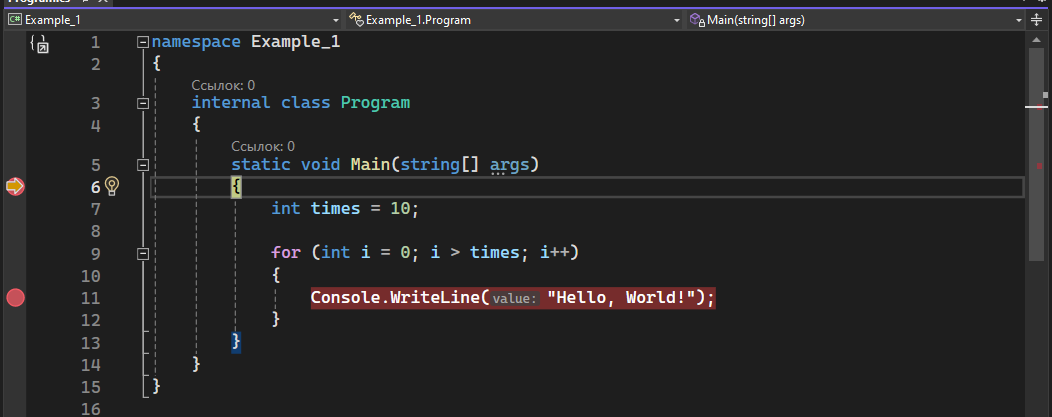 Example_1 Example_1.Program Main(string[] args)
1 namespace Example_1
2 {
Ссылок: 0
3 internal class Program
4 {
Ссылок: 0
5 static void Main(string[] args)
6 {
7 int times = 10;
8
9 for (int i = 0; i > times; i++)
10 {
11 Console.WriteLine(value: "Hello, World!");
12 }
13 }
14 }
15 }
16